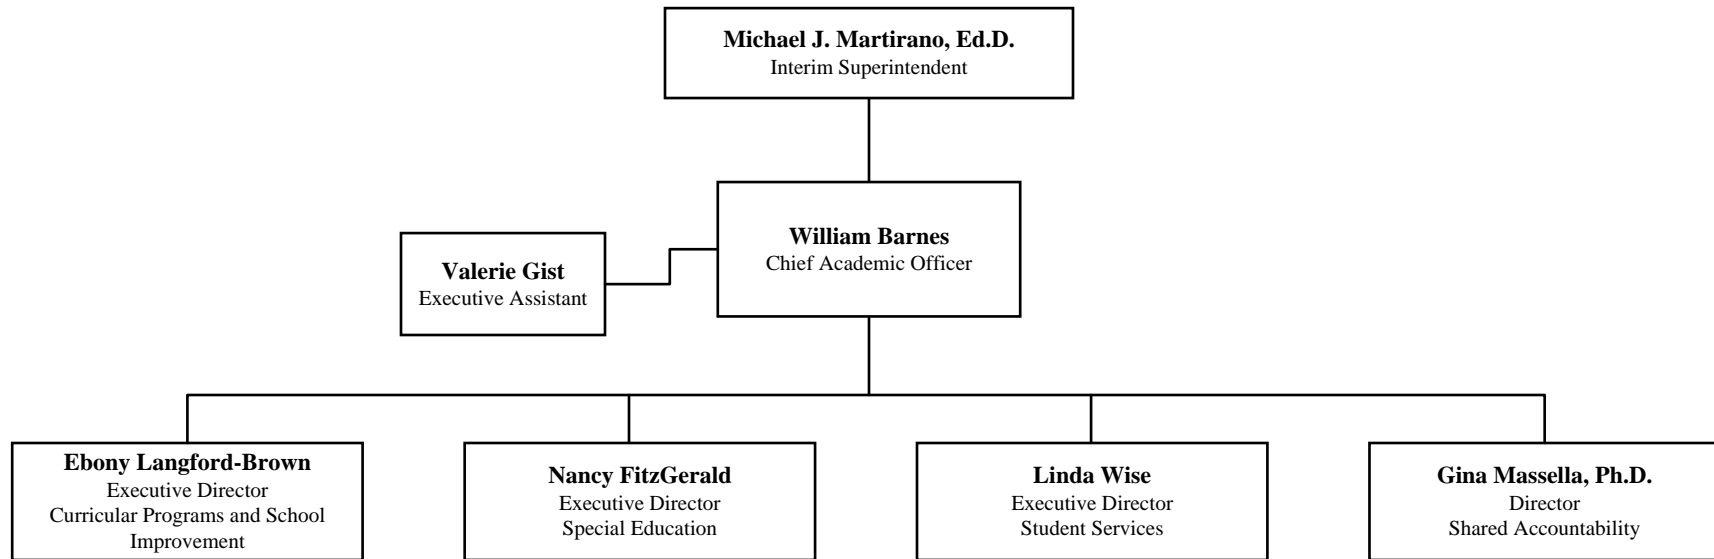 Michael J. Martirano, Ed.D.
Interim Superintendent
William Barnes
Chief Academic Officer
Valerie Gist
Executive Assistant
Ebony Langford-Brown
Executive Director
Curricular Programs and School
Improvement
Nancy FitzGerald
Executive Director
Special Education
Linda Wise
Executive Director
Student Services
Gina Massella, Ph.D.
Director
Shared Accountability